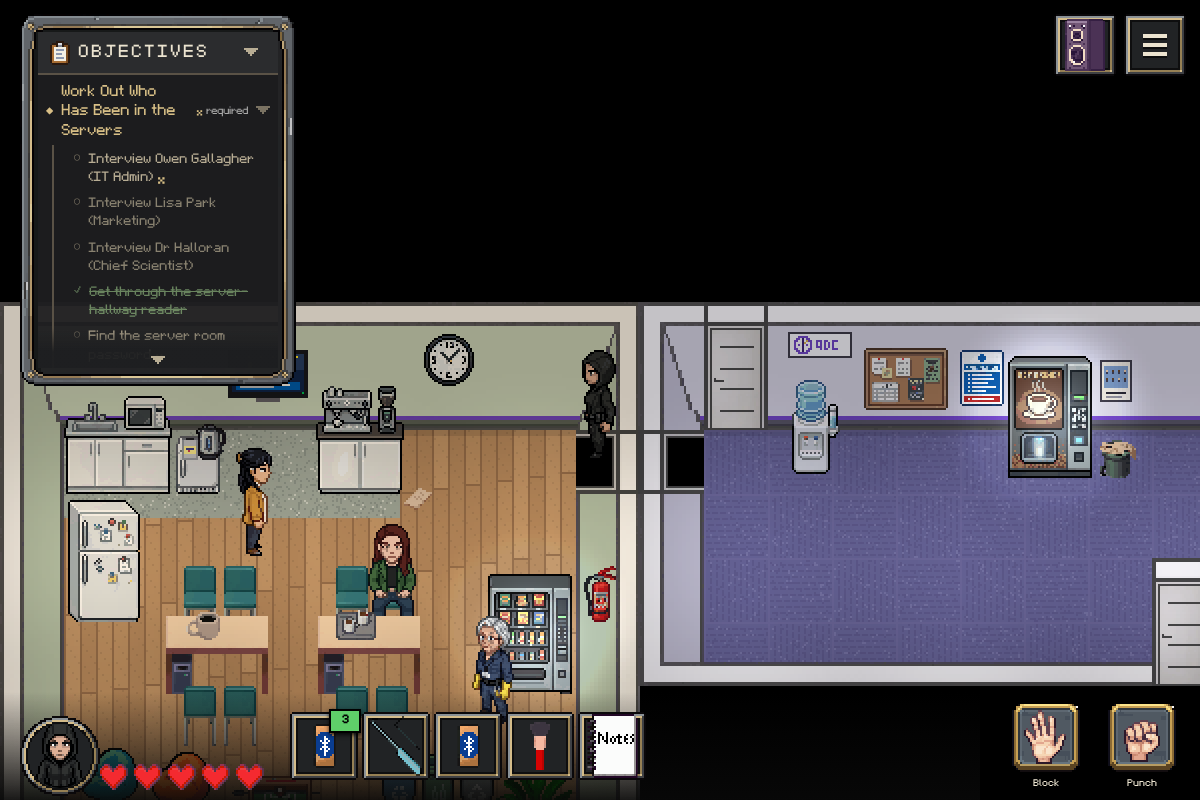 OBJECTIVES
Work Out Who
Has Been in the
Servers
x required
Interview Owen Gallagher
(IT Admin) x
Interview Lisa Park
(Marketing)
Interview Dr Halloran
(Chief Scientist)
Get through the server
hallway reader
Find the server room
12
QDC
3
Notes
Block
Punch